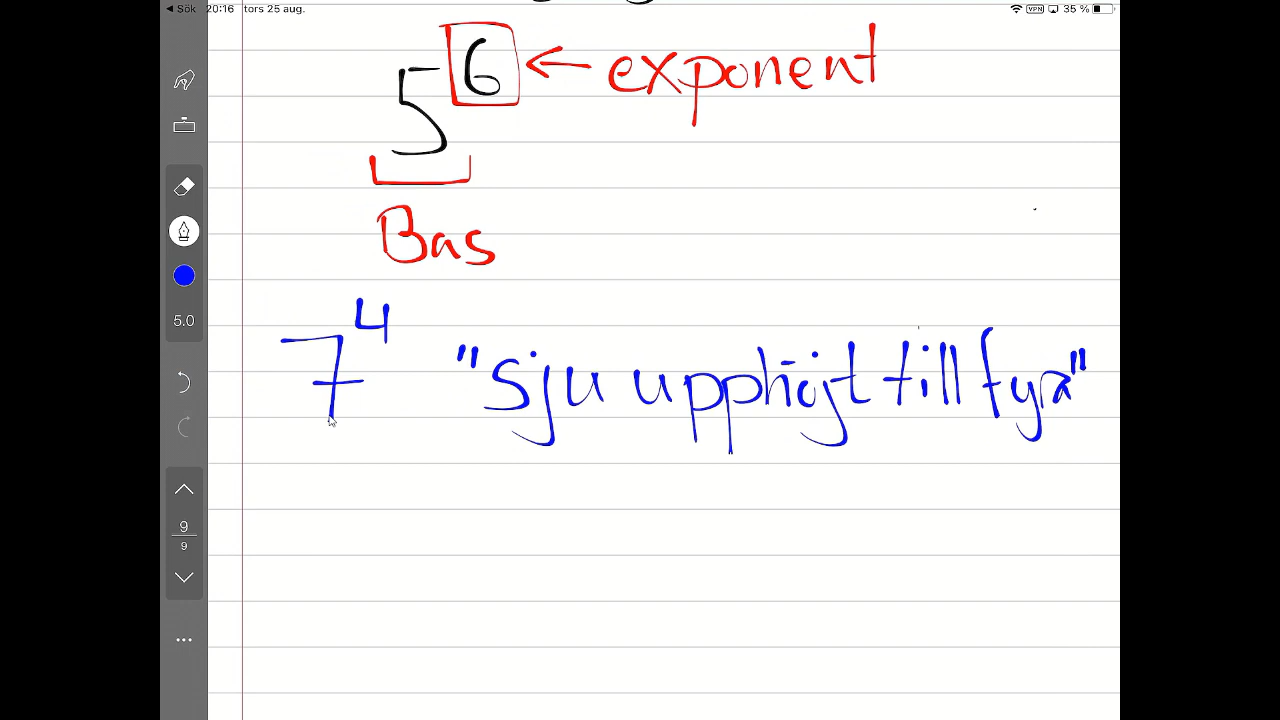 Sök 20:16 tors 25 aug. VPN 35 %
5⁶ ← exponent
Bas
7⁴ "sju upphöjt till fyra"
5.0
9
9